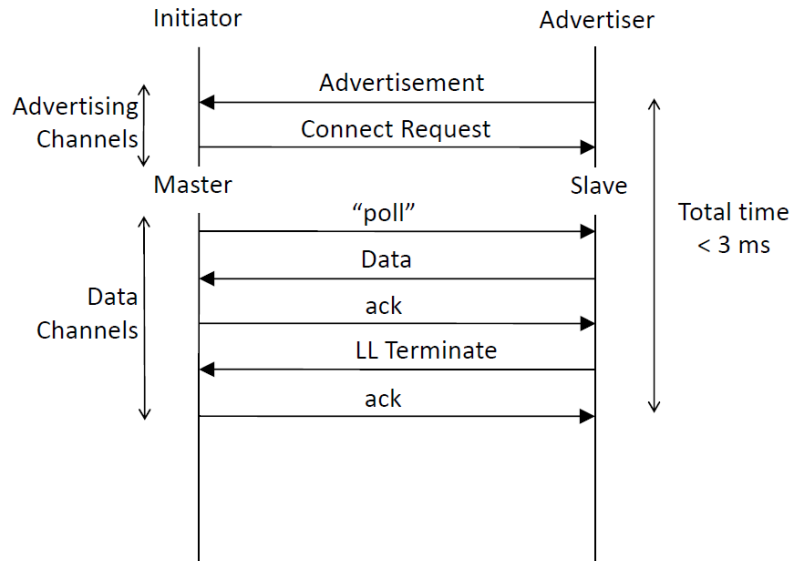 Initiator
Advertiser
Advertisement
Advertising
Channels
Connect Request
Master
Slave
“poll”
Total time
< 3 ms
Data
Data
Channels
ack
LL Terminate
ack